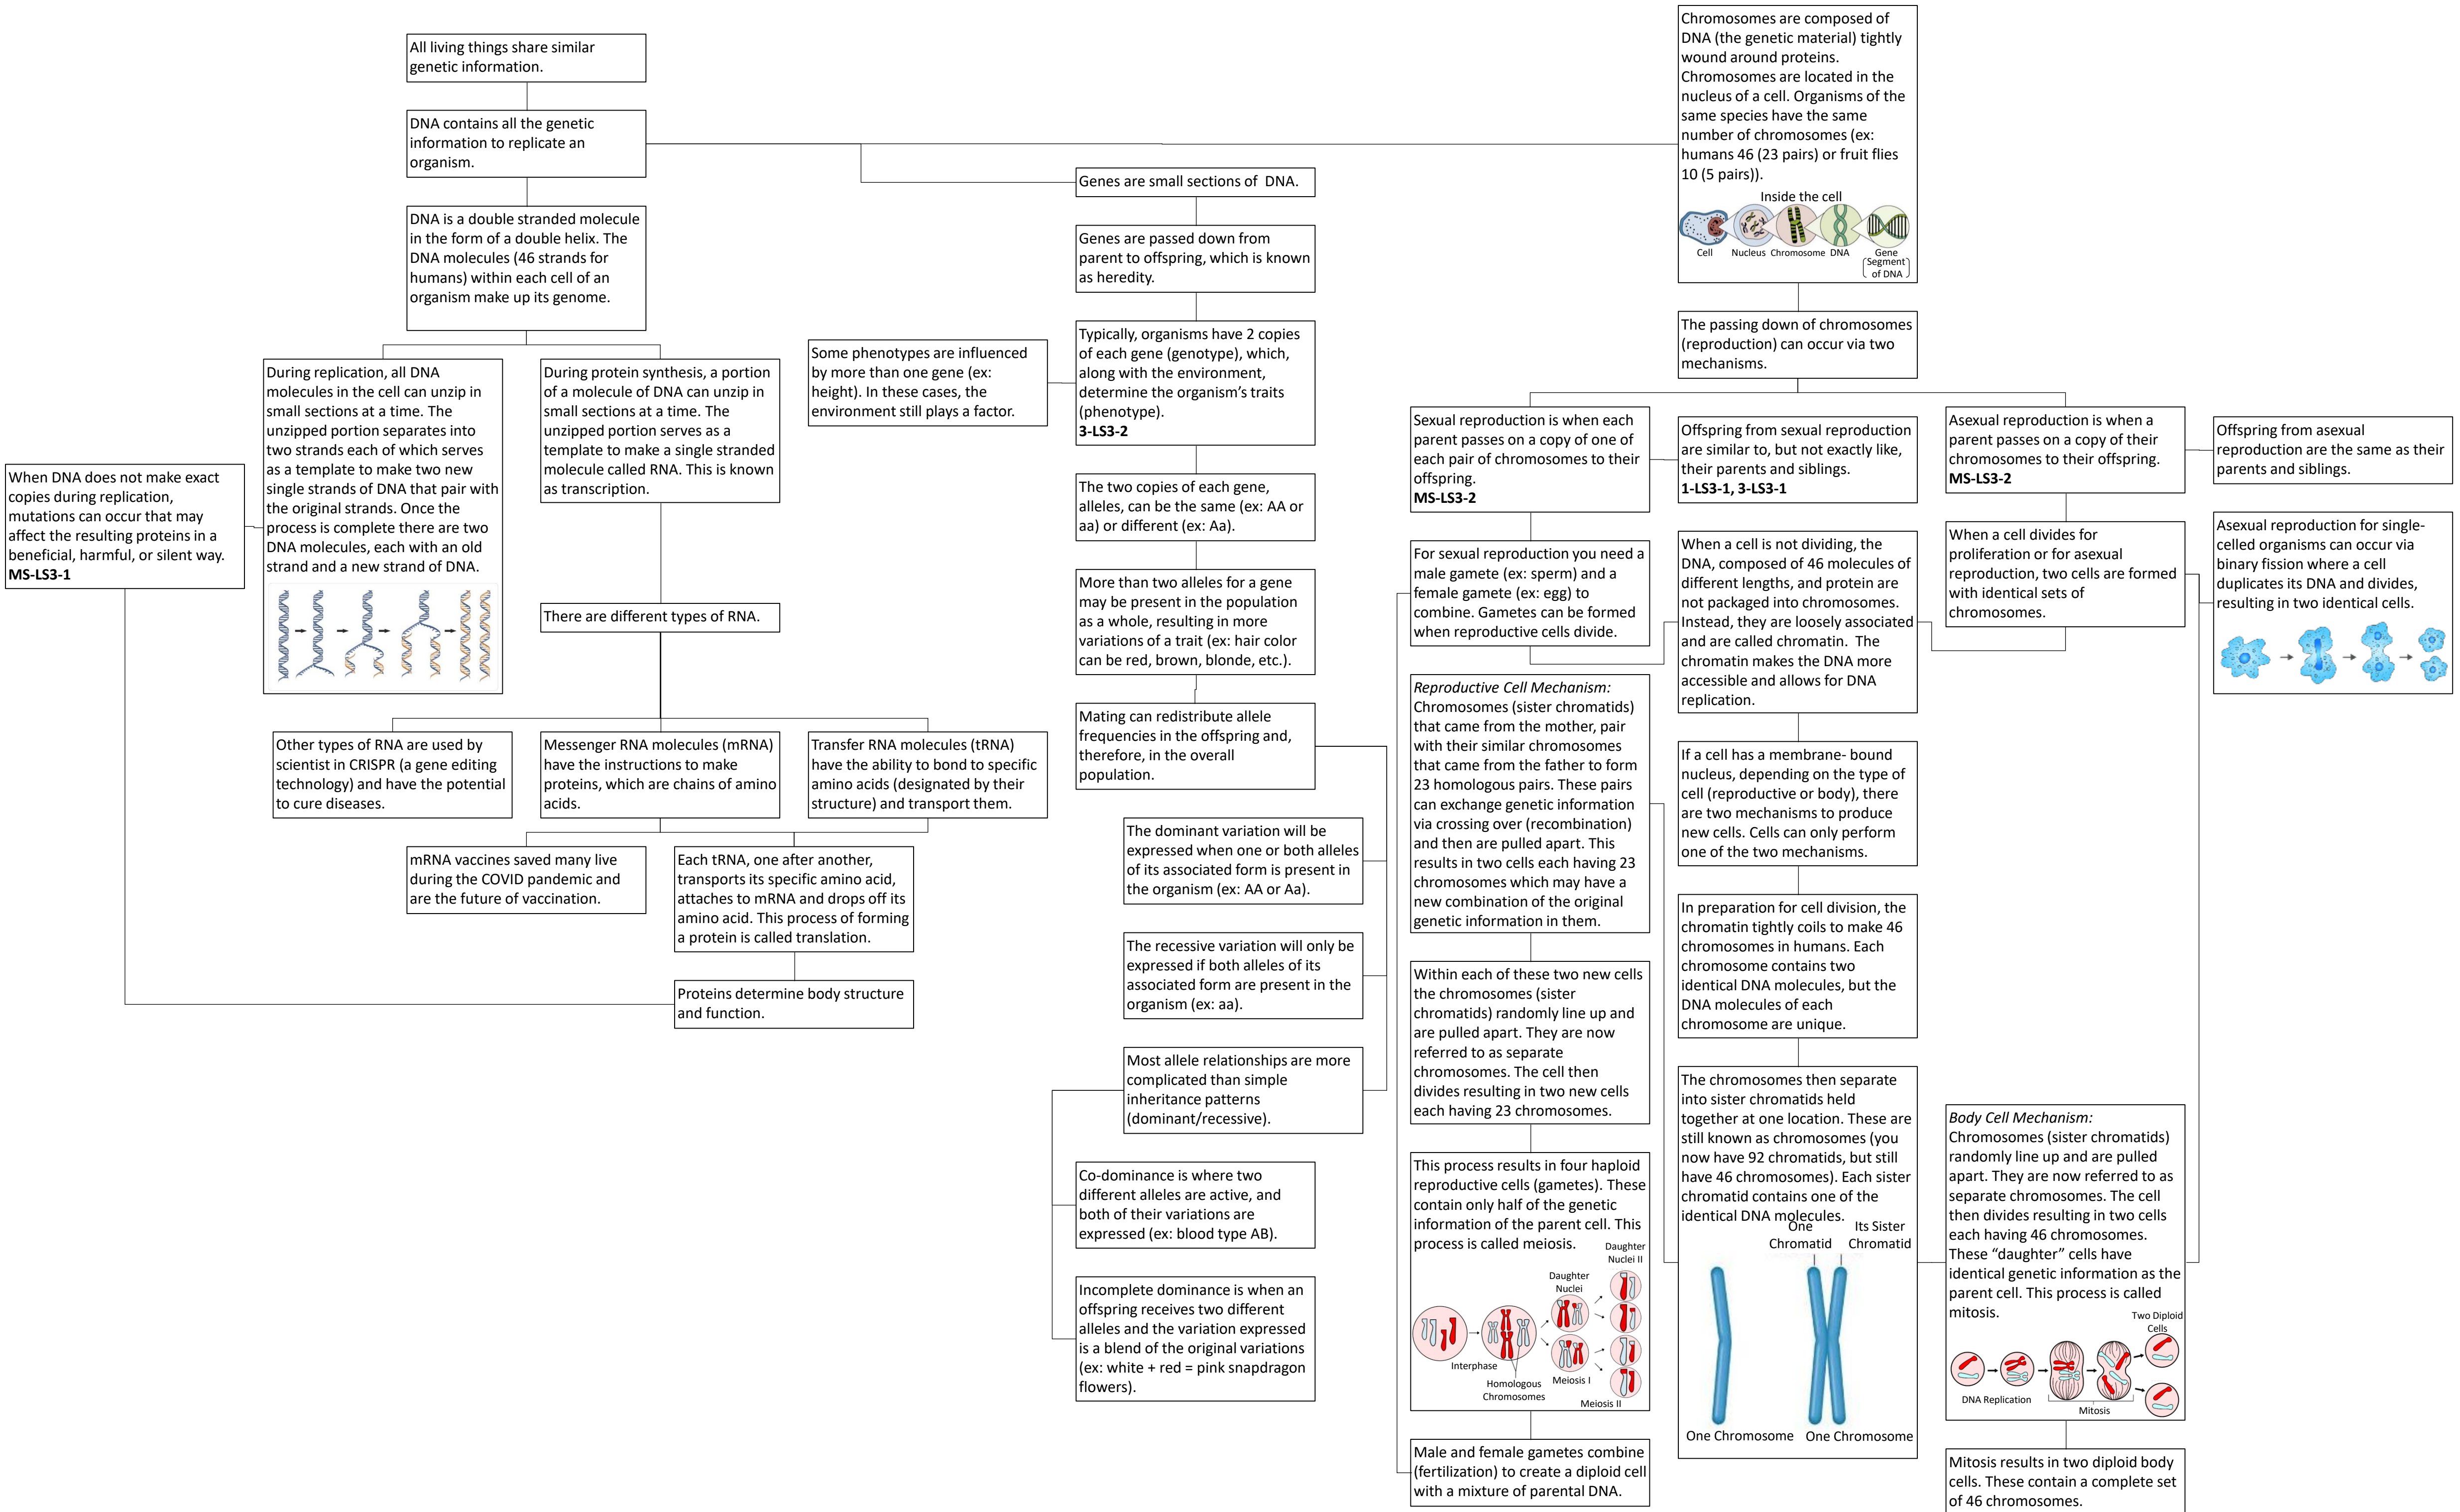 All living things share similar
genetic information.
DNA contains all the genetic
information to replicate an
organism.
DNA is a double stranded molecule
in the form of a double helix. The
DNA molecules (46 strands for
humans) within each cell of an
organism make up its genome.
During replication, all DNA
molecules in the cell can unzip in
small sections at a time. The
unzipped portion separates into
two strands each of which serves
as a template to make two new
single strands of DNA that pair with
the original strands. Once the
process is complete there are two
DNA molecules, each with an old
strand and a new strand of DNA.
When DNA does not make exact
copies during replication,
mutations can occur that may
affect the resulting proteins in a
beneficial, harmful, or silent way.
MS-LS3-1
During protein synthesis, a portion
of a molecule of DNA can unzip in
small sections at a time. The
unzipped portion serves as a
template to make a single stranded
molecule called RNA. This is known
as transcription.
There are different types of RNA.
Other types of RNA are used by
scientist in CRISPR (a gene editing
technology) and have the potential
to cure diseases.
Messenger RNA molecules (mRNA)
have the instructions to make
proteins, which are chains of amino
acids.
Transfer RNA molecules (tRNA)
have the ability to bond to specific
amino acids (designated by their
structure) and transport them.
mRNA vaccines saved many live
during the COVID pandemic and
are the future of vaccination.
Each tRNA, one after another,
transports its specific amino acid,
attaches to mRNA and drops off its
amino acid. This process of forming
a protein is called translation.
Proteins determine body structure
and function.
Genes are small sections of DNA.
Genes are passed down from
parent to offspring, which is known
as heredity.
Some phenotypes are influenced
by more than one gene (ex:
height). In these cases, the
environment still plays a factor.
Typically, organisms have 2 copies
of each gene (genotype), which,
along with the environment,
determine the organism's traits
(phenotype).
3-LS3-2
The two copies of each gene,
alleles, can be the same (ex: AA or
aa) or different (ex: Aa).
More than two alleles for a gene
may be present in the population
as a whole, resulting in more
variations of a trait (ex: hair color
can be red, brown, blonde, etc.).
Mating can redistribute allele
frequencies in the offspring and,
therefore, in the overall
population.
The dominant variation will be
expressed when one or both alleles
of its associated form is present in
the organism (ex: AA or Aa).
The recessive variation will only be
expressed if both alleles of its
associated form are present in the
organism (ex: aa).
Most allele relationships are more
complicated than simple
inheritance patterns
(dominant/recessive).
Co-dominance is where two
different alleles are active, and
both of their variations are
expressed (ex: blood type AB).
Incomplete dominance is when an
offspring receives two different
alleles and the variation expressed
is a blend of the original variations
(ex: white + red = pink snapdragon
flowers).
Chromosomes are composed of
DNA (the genetic material) tightly
wound around proteins.
Chromosomes are located in the
nucleus of a cell. Organisms of the
same species have the same
number of chromosomes (ex:
humans 46 (23 pairs) or fruit flies
10 (5 pairs)).
Inside the cell
Cell Nucleus Chromosome DNA Gene
Segment
of DNA
The passing down of chromosomes
(reproduction) can occur via two
mechanisms.
Sexual reproduction is when each
parent passes on a copy of one of
each pair of chromosomes to their
offspring.
MS-LS3-2
Offspring from sexual reproduction
are similar to, but not exactly like,
their parents and siblings.
1-LS3-1, 3-LS3-1
Asexual reproduction is when a
parent passes on a copy of their
chromosomes to their offspring.
MS-LS3-2
Offspring from asexual
reproduction are the same as their
parents and siblings.
For sexual reproduction you need a
male gamete (ex: sperm) and a
female gamete (ex: egg) to
combine. Gametes can be formed
when reproductive cells divide.
When a cell is not dividing, the
DNA, composed of 46 molecules of
different lengths, and protein are
not packaged into chromosomes.
Instead, they are loosely associated
and are called chromatin. The
chromatin makes the DNA more
accessible and allows for DNA
replication.
When a cell divides for
proliferation or for asexual
reproduction, two cells are formed
with identical sets of
chromosomes.
Asexual reproduction for single-
celled organisms can occur via
binary fission where a cell
duplicates its DNA and divides,
resulting in two identical cells.
Reproductive Cell Mechanism:
Chromosomes (sister chromatids)
that came from the mother, pair
with their similar chromosomes
that came from the father to form
23 homologous pairs. These pairs
can exchange genetic information
via crossing over (recombination)
and then are pulled apart. This
results in two cells each having 23
chromosomes which may have a
new combination of the original
genetic information in them.
If a cell has a membrane- bound
nucleus, depending on the type of
cell (reproductive or body), there
are two mechanisms to produce
new cells. Cells can only perform
one of the two mechanisms.
In preparation for cell division, the
chromatin tightly coils to make 46
chromosomes in humans. Each
chromosome contains two
identical DNA molecules, but the
DNA molecules of each
chromosome are unique.
Within each of these two new cells
the chromosomes (sister
chromatids) randomly line up and
are pulled apart. They are now
referred to as separate
chromosomes. The cell then
divides resulting in two new cells
each having 23 chromosomes.
The chromosomes then separate
into sister chromatids held
together at one location. These are
still known as chromosomes (you
now have 92 chromatids, but still
have 46 chromosomes). Each sister
chromatid contains one of the
identical DNA molecules.
One
Chromatid
Its Sister
Chromatid
One Chromosome One Chromosome
Body Cell Mechanism:
Chromosomes (sister chromatids)
randomly line up and are pulled
apart. They are now referred to as
separate chromosomes. The cell
then divides resulting in two cells
each having 46 chromosomes.
These “daughter” cells have
identical genetic information as the
parent cell. This process is called
mitosis.
Two Diploid
Cells
DNA Replication
Mitosis
This process results in four haploid
reproductive cells (gametes). These
contain only half of the genetic
information of the parent cell. This
process is called meiosis.
Daughter
Nuclei II
Daughter
Nuclei
Interphase
Homologous
Chromosomes
Meiosis I
Meiosis II
Male and female gametes combine
(fertilization) to create a diploid cell
with a mixture of parental DNA.
Mitosis results in two diploid body
cells. These contain a complete set
of 46 chromosomes.